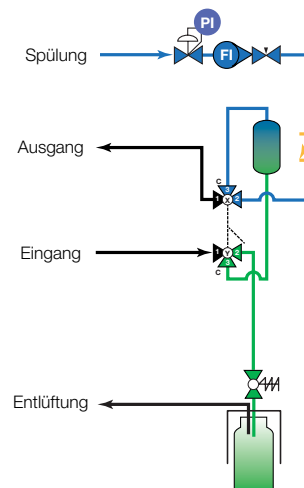 PI
Spülung
FI
Ausgang
C
3
1 X 2
Eingang
1 Y 2
3
C
Entlüftung